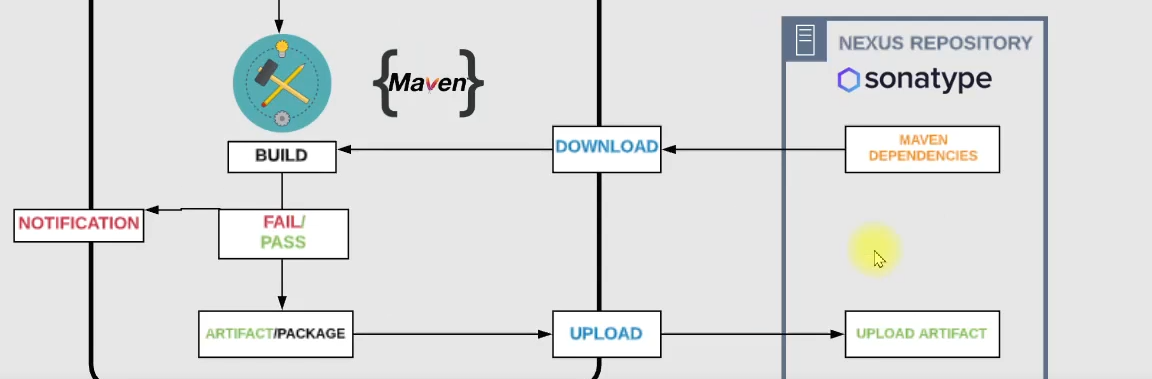 NEXUS REPOSITORY
sonatype
{Maven}
BUILD
DOWNLOAD
MAVEN
DEPENDENCIES
NOTIFICATION
FAIL/
PASS
ARTIFACT/PACKAGE
UPLOAD
UPLOAD ARTIFACT